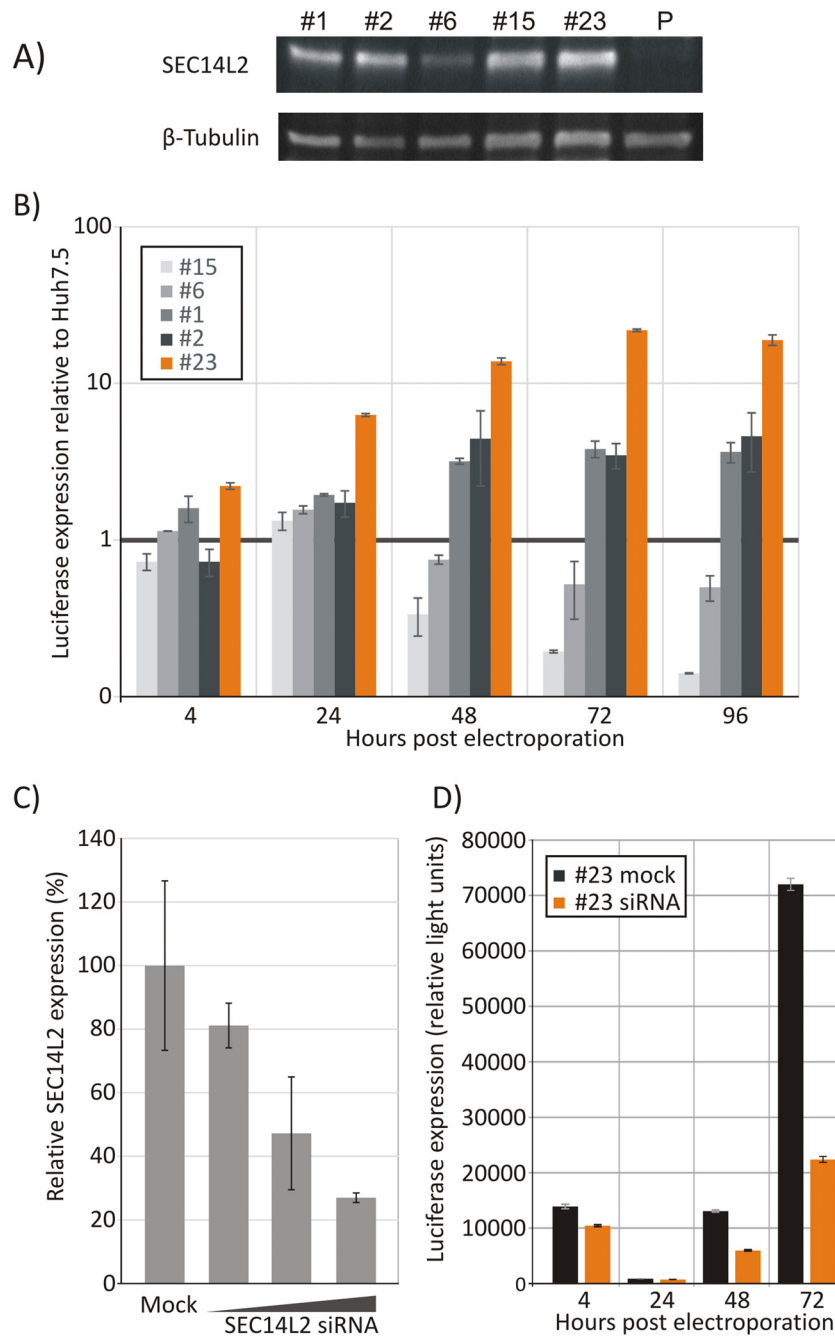 #1 #2 #6 #15 #23 P
A)
SEC14L2
β-Tubulin
B)
Luciferase expression relative to Huh7.5
100
10
1
0
#15
#6
#1
#2
#23
4 24 48 72 96
Hours post electroporation
C)
Relative SEC14L2 expression (%)
140
120
100
80
60
40
20
0
Mock
SEC14L2 siRNA
D)
Luciferase expression (relative light units)
80000
70000
60000
50000
40000
30000
20000
10000
0
#23 mock
#23 siRNA
4 24 48 72
Hours post electroporation